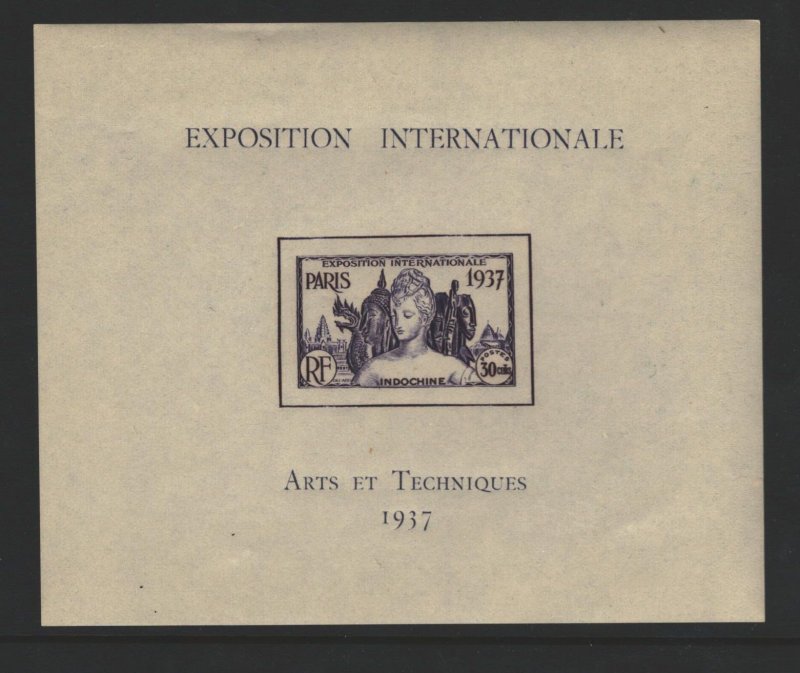 EXPOSITION INTERNATIONALE
EXPOSITION INTERNATIONALE
PARIS 1937
RF
INDOCHINE
POSTES
30 cents
ARTS ET TECHNIQUES
1937